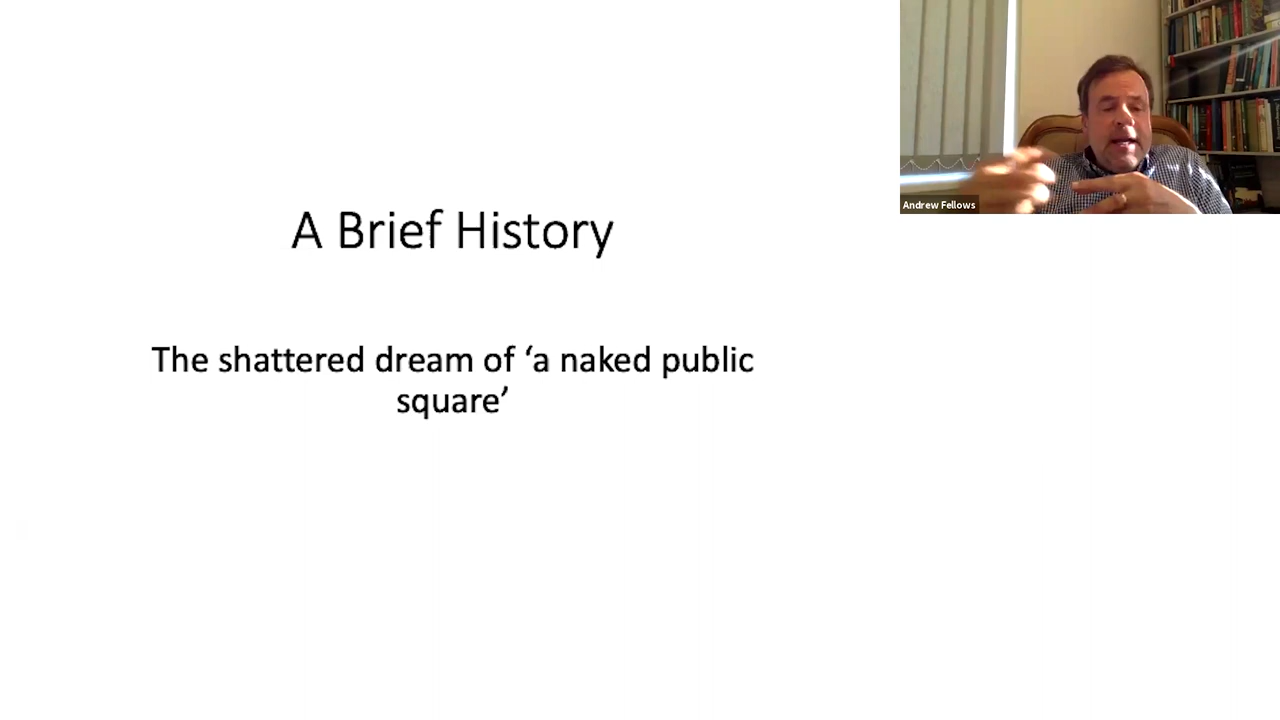 Andrew Fellows
A Brief History
The shattered dream of ‘a naked public
square’